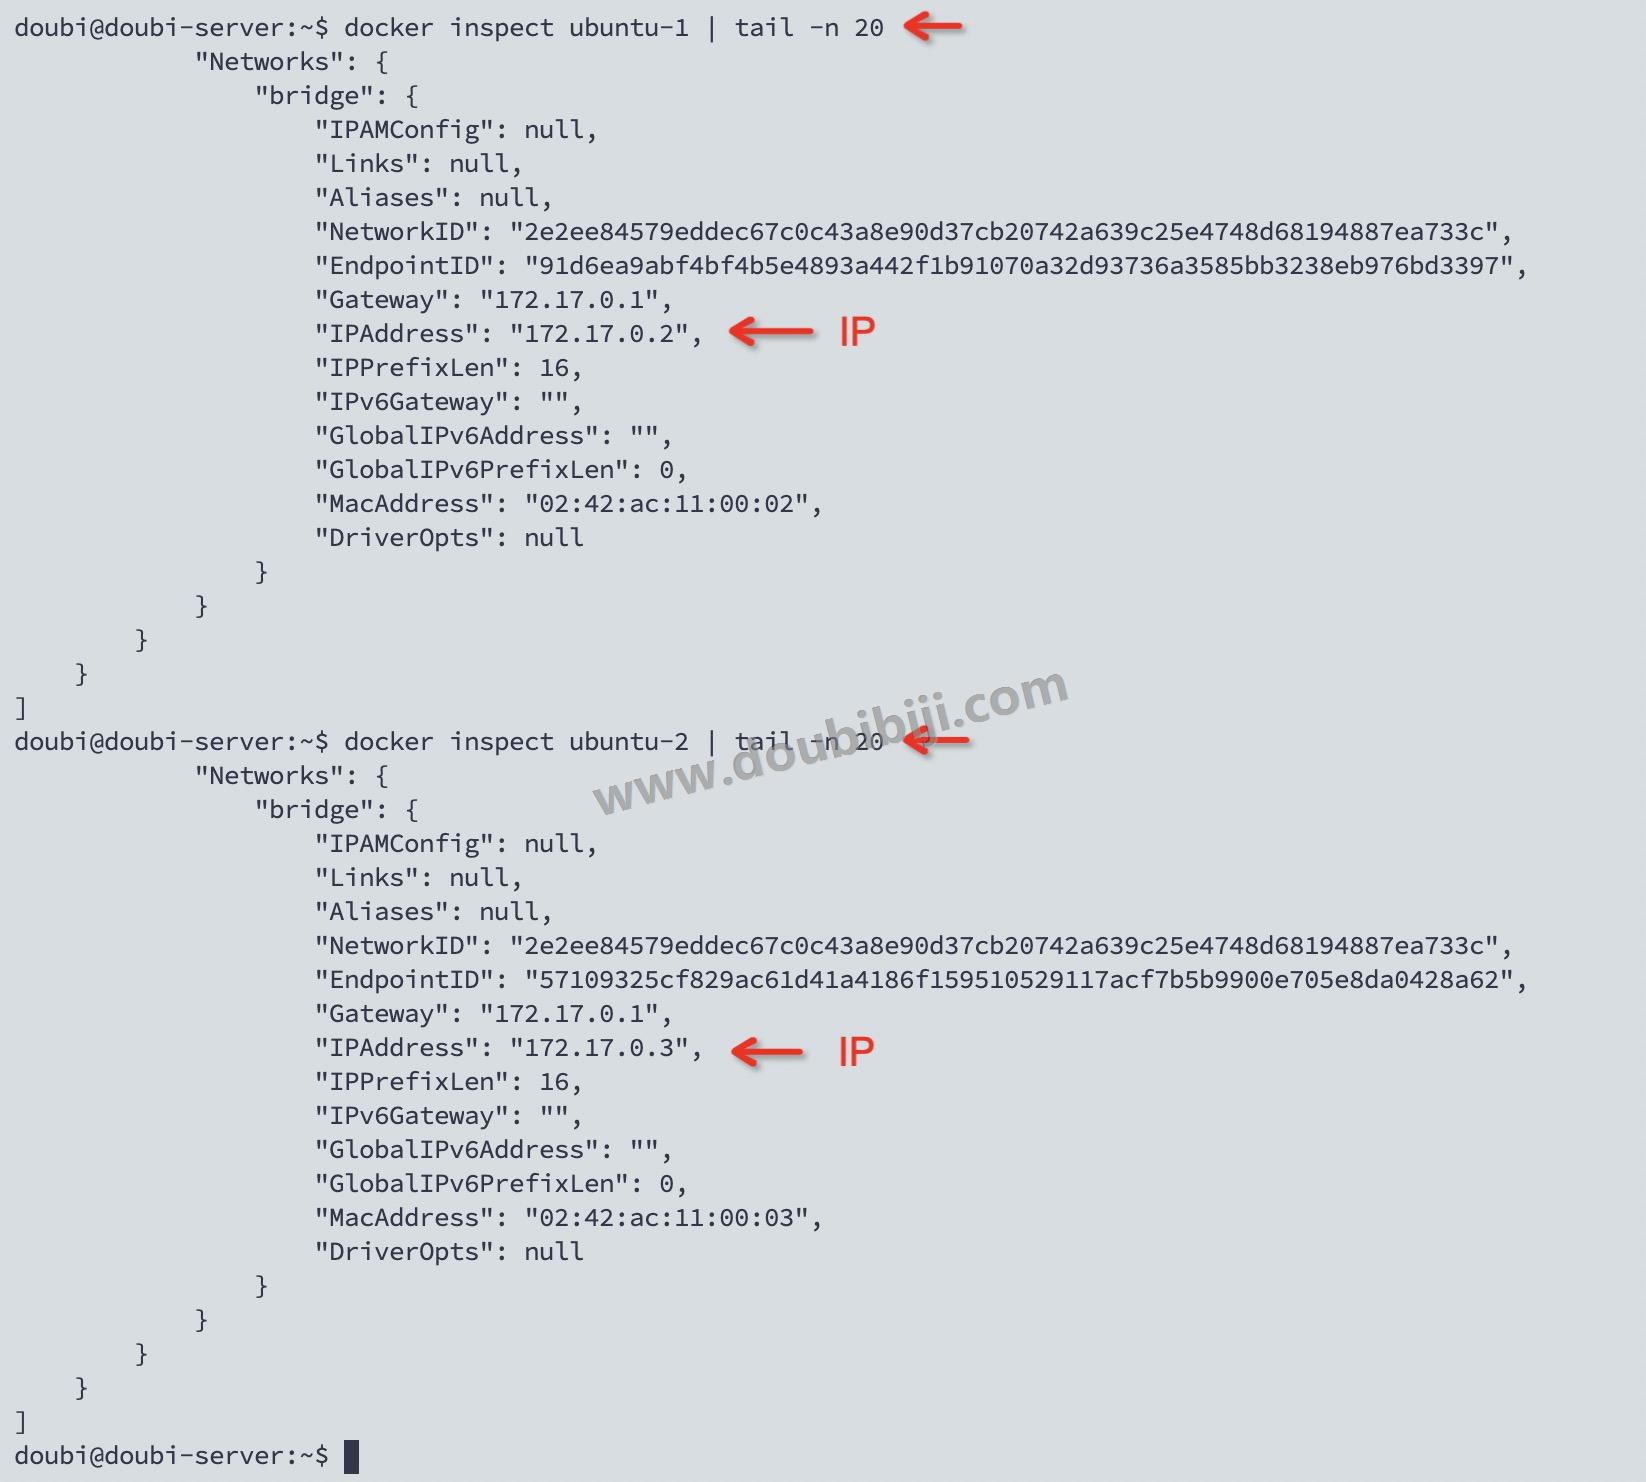 doubi@doubi-server:~$ docker inspect ubuntu-1 | tail -n 20
"Networks": {
"bridge": {
"IPAMConfig": null,
"Links": null,
"Aliases": null,
"NetworkID": "2e2ee84579eddec67c0c43a8e90d37cb20742a639c25e4748d68194887ea733c",
"EndpointID": "91d6ea9abf4bf4b5e4893a442f1b91070a32d93736a3585bb3238eb976bd3397",
"Gateway": "172.17.0.1",
"IPAddress": "172.17.0.2", IP
"IPPrefixLen": 16,
"IPv6Gateway": "",
"GlobalIPv6Address": "",
"GlobalIPv6PrefixLen": 0,
"MacAddress": "02:42:ac:11:00:02",
"DriverOpts": null
}
}
}
}
]
doubi@doubi-server:~$ docker inspect ubuntu-2 | tail -n 20
www.doubibiji.com
"Networks": {
"bridge": {
"IPAMConfig": null,
"Links": null,
"Aliases": null,
"NetworkID": "2e2ee84579eddec67c0c43a8e90d37cb20742a639c25e4748d68194887ea733c",
"EndpointID": "57109325cf829ac61d41a4186f159510529117acf7b5b9900e705e8da0428a62",
"Gateway": "172.17.0.1",
"IPAddress": "172.17.0.3", IP
"IPPrefixLen": 16,
"IPv6Gateway": "",
"GlobalIPv6Address": "",
"GlobalIPv6PrefixLen": 0,
"MacAddress": "02:42:ac:11:00:03",
"DriverOpts": null
}
}
}
}
]
doubi@doubi-server:~$